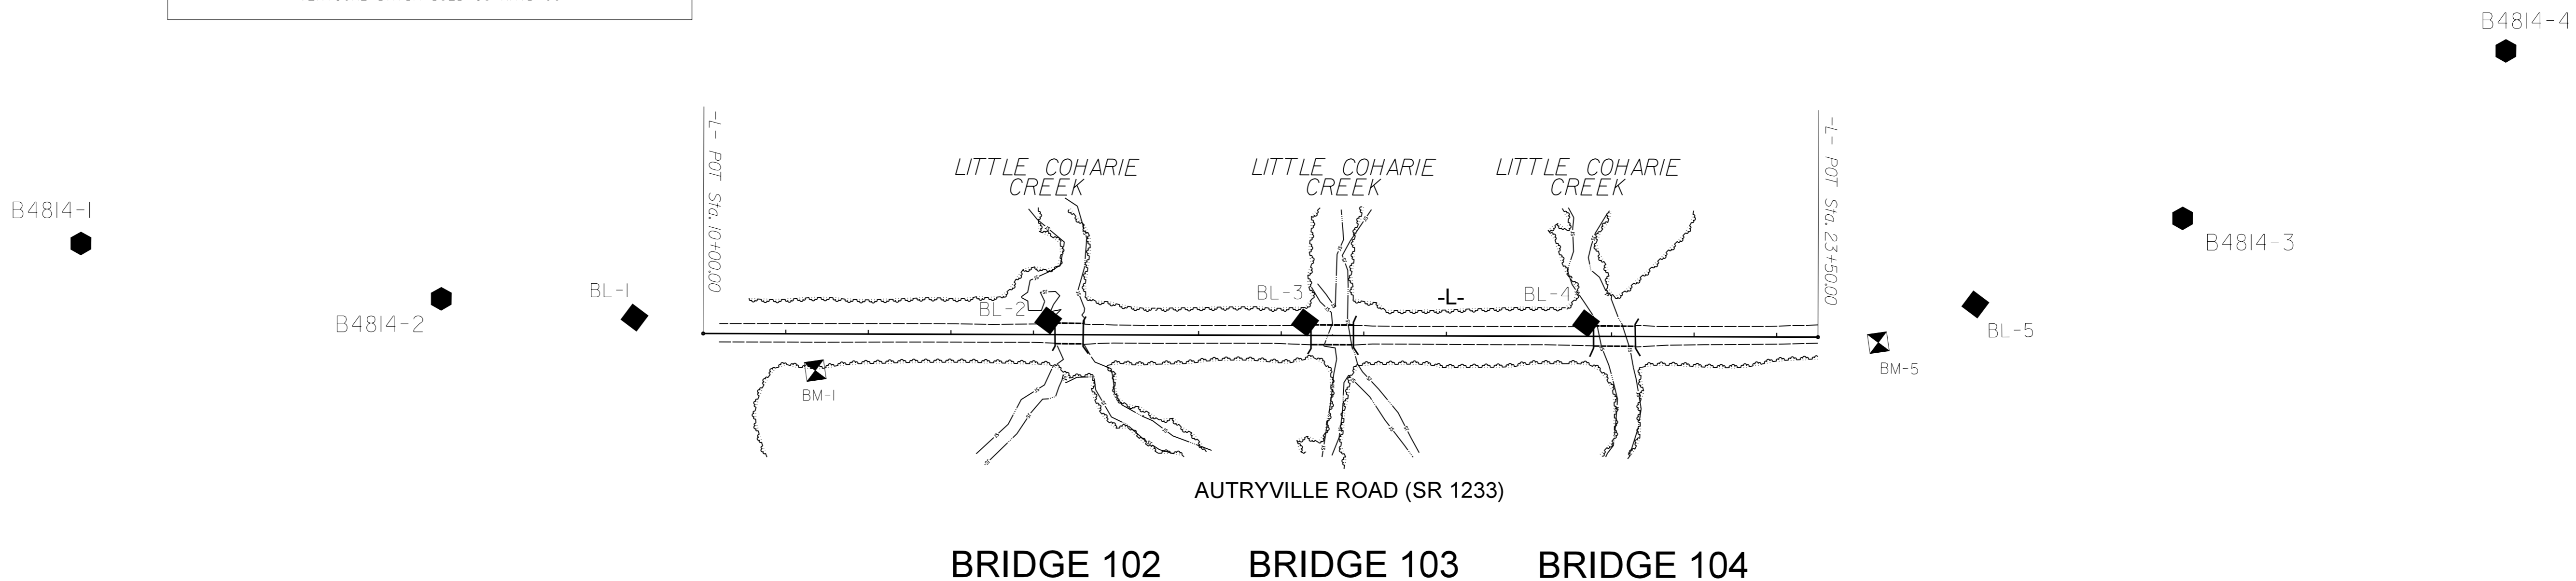 B4814-4
-L- POT Sta. 10+00.00
-L- POT Sta. 23+50.00
LITTLE COHARIE
CREEK
LITTLE COHARIE
CREEK
LITTLE COHARIE
CREEK
B4814-1
B4814-3
BL-1
BL-2
BL-3
-L-
BL-4
B4814-2
BL-5
BM-1
BM-5
AUTRYVILLE ROAD (SR 1233)
BRIDGE 102
BRIDGE 103
BRIDGE 104